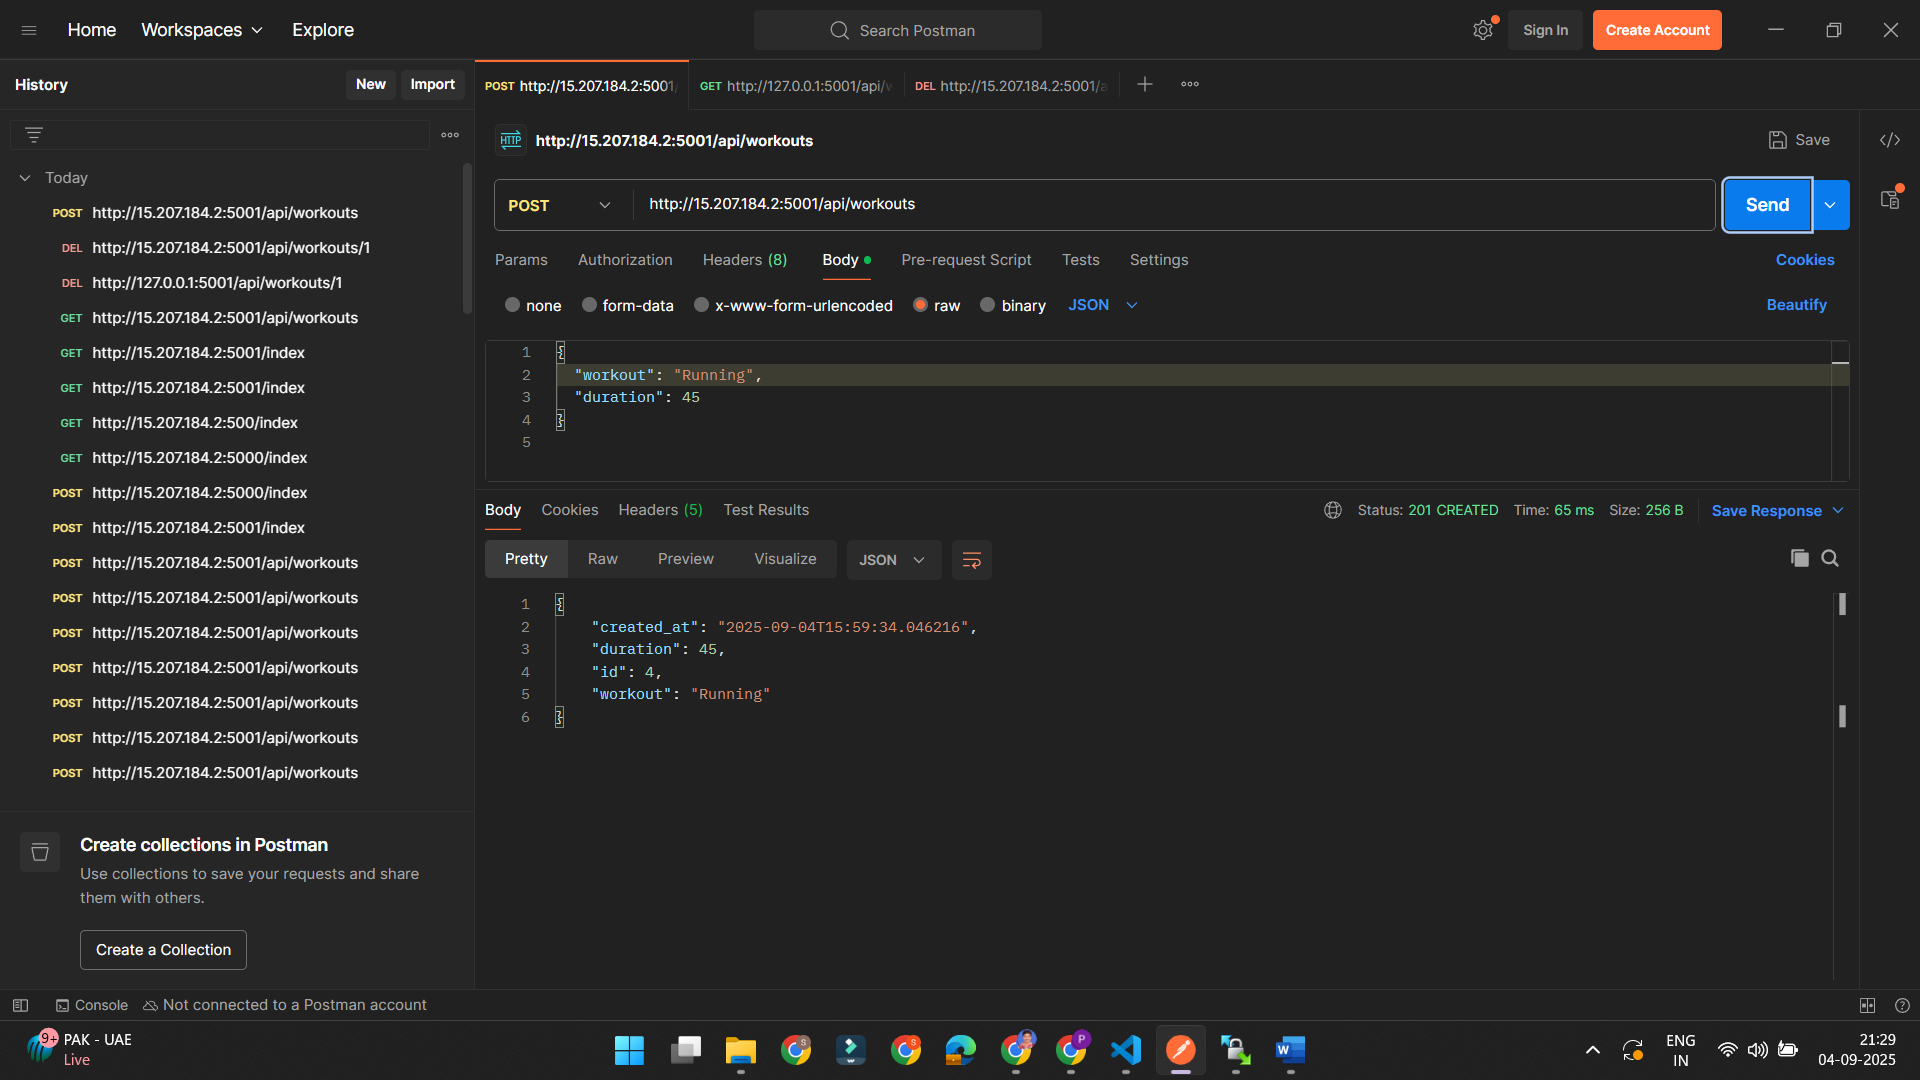 Home Workspaces Explore Search Postman Sign In Create Account
History New Import
POST http://15.207.184.2:5001/ GET http://127.0.0.1:5001/api/w DEL http://15.207.184.2:5001/a
HTTP http://15.207.184.2:5001/api/workouts Save
Today
POST http://15.207.184.2:5001/api/workouts
DEL http://15.207.184.2:5001/api/workouts/1
DEL http://127.0.0.1:5001/api/workouts/1
GET http://15.207.184.2:5001/api/workouts
GET http://15.207.184.2:5001/index
GET http://15.207.184.2:5001/index
GET http://15.207.184.2:500/index
GET http://15.207.184.2:5000/index
POST http://15.207.184.2:5000/index
POST http://15.207.184.2:5001/index
POST http://15.207.184.2:5001/api/workouts
POST http://15.207.184.2:5001/api/workouts
POST http://15.207.184.2:5001/api/workouts
POST http://15.207.184.2:5001/api/workouts
POST http://15.207.184.2:5001/api/workouts
POST http://15.207.184.2:5001/api/workouts
POST http://15.207.184.2:5001/api/workouts
Create collections in Postman
Use collections to save your requests and share
them with others.
Create a Collection
POST http://15.207.184.2:5001/api/workouts Send
Params Authorization Headers (8) Body Pre-request Script Tests Settings Cookies
none form-data x-www-form-urlencoded raw binary JSON Beautify
1 {
2 "workout": "Running",
3 "duration": 45
4 }
5
Body Cookies Headers (5) Test Results Status: 201 CREATED Time: 65 ms Size: 256 B Save Response
Pretty Raw Preview Visualize JSON
1 {
2 "created_at": "2025-09-04T15:59:34.046216",
3 "duration": 45,
4 "id": 4,
5 "workout": "Running"
6 }
Console Not connected to a Postman account
9+ PAK - UAE
Live
S S P W
ENG
IN
21:29
04-09-2025